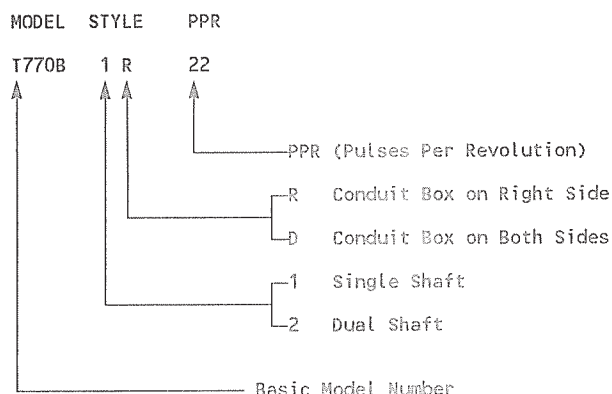 MODEL STYLE PPR
T770B 1 R 22
PPR (Pulses Per Revolution)
R Conduit Box on Right Side
D Conduit Box on Both Sides
1 Single Shaft
2 Dual Shaft
Basic Model Number